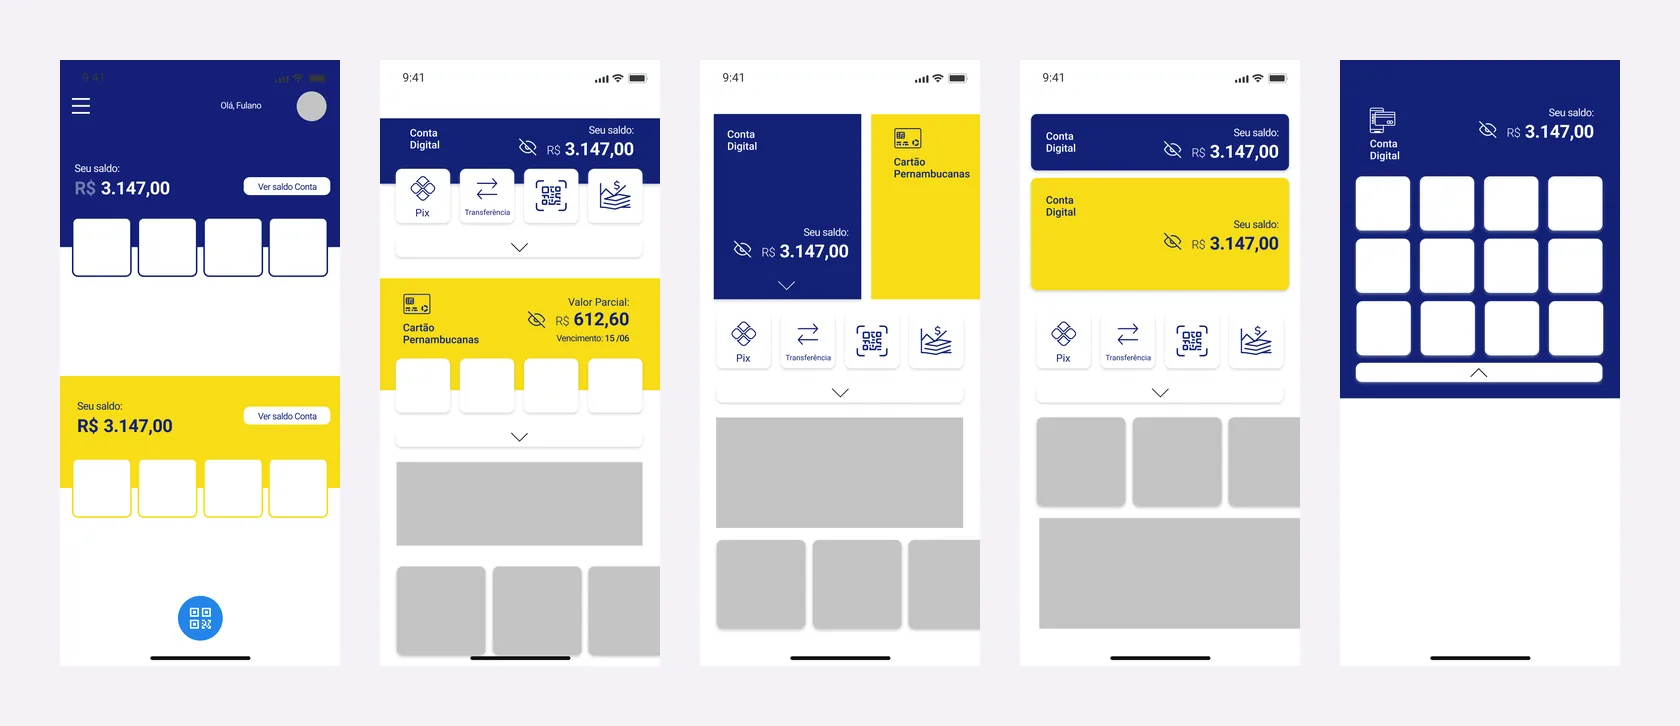 9:41
Olá, Fulano
Seu saldo:
R$ 3.147,00
Ver saldo Conta
Seu saldo:
R$ 3.147,00
Ver saldo Conta
9:41
Conta
Digital
Seu saldo:
R$ 3.147,00
Pix
Transferência
Cartão
Pernambucanas
Valor Parcial:
R$ 612,60
Vencimento: 15 /06
9:41
Conta
Digital
Seu saldo:
R$ 3.147,00
Cartão
Pernambucanas
Pix
Transferência
9:41
Conta
Digital
Seu saldo:
R$ 3.147,00
Conta
Digital
Seu saldo:
R$ 3.147,00
Pix
Transferência
Conta
Digital
Seu saldo:
R$ 3.147,00